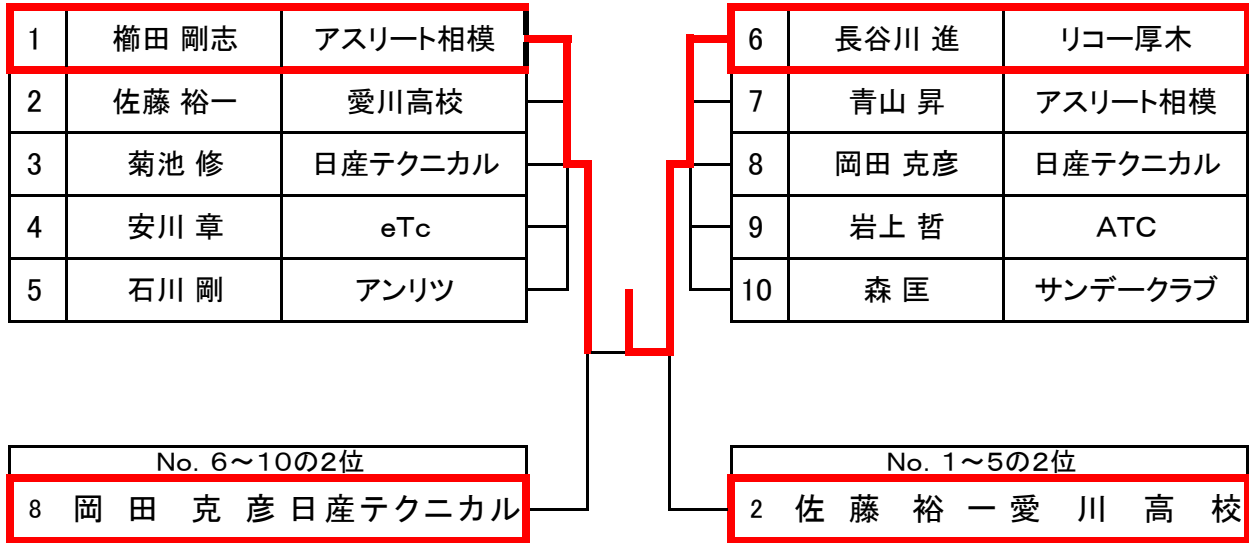 1 櫛田 剛志 アスリート相模
2 佐藤 裕一 愛川高校
3 菊池 修 日産テクニカル
4 安川 章 eTc
5 石川 剛 アンリツ
6 長谷川 進 リコー厚木
7 青山 昇 アスリート相模
8 岡田 克彦 日産テクニカル
9 岩上 哲 ATC
10 森 匡 サンデークラブ
No. 6~10の2位
8 岡田 克彦 日産テクニカル
No. 1~5の2位
2 佐藤 裕一 愛川高校